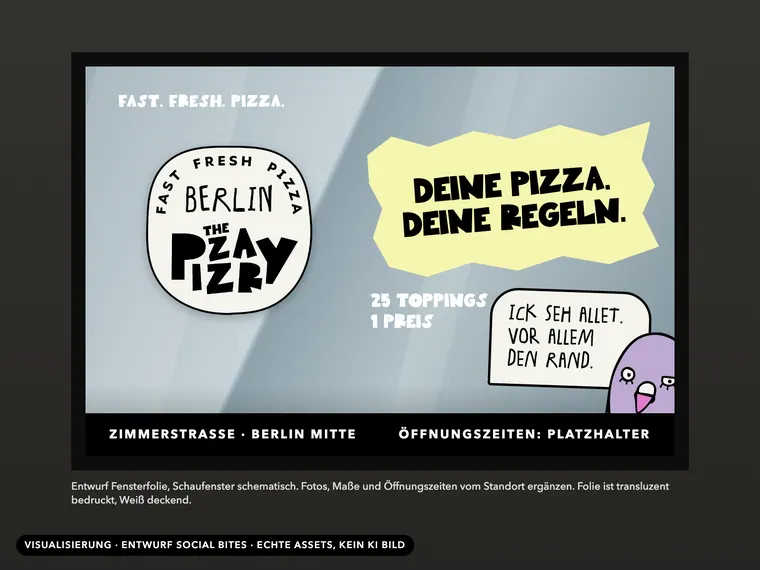 FAST. FRESH. PIZZA.
FAST FRESH PIZZA
BERLIN
THE
PZAY
IZR
DEINE PIZZA.
DEINE REGELN.
25 TOPPINGS
1 PREIS
ICK SEH ALLET.
VOR ALLEM
DEN RAND.
ZIMMERSTRASSE · BERLIN MITTE
ÖFFNUNGSZEITEN: PLATZHALTER
Entwurf Fensterfolie, Schaufenster schematisch. Fotos, Maße und Öffnungszeiten vom Standort ergänzen. Folie ist transluzent
bedruckt, Weiß deckend.
VISUALISIERUNG · ENTWURF SOCIAL BITES · ECHTE ASSETS, KEIN KI BILD